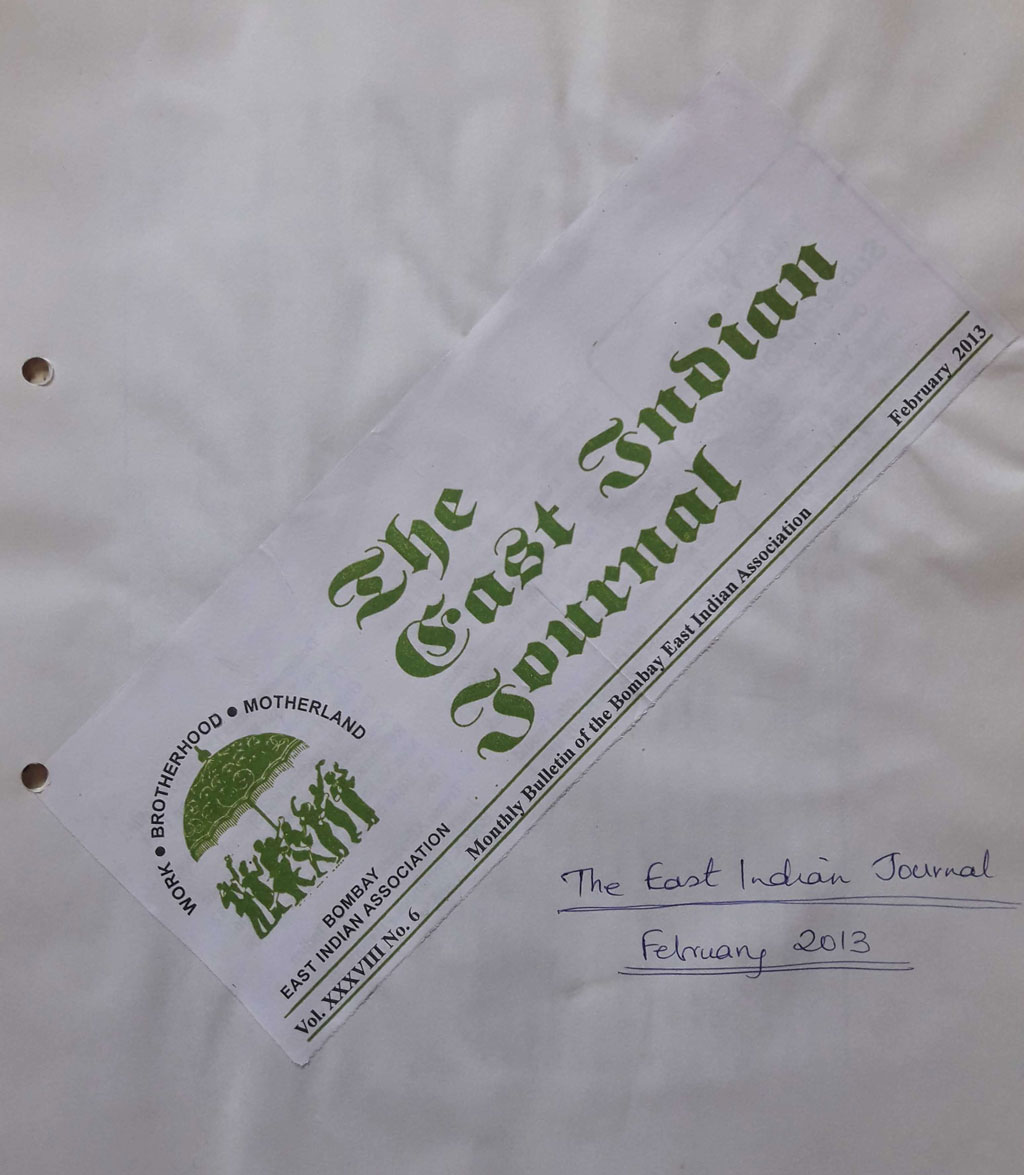 The
East Indian
Journal
WORK ● BROTHERHOOD ● MOTHERLAND
BOMBAY
EAST INDIAN ASSOCIATION
Vol. XXXVIII No. 6 Monthly Bulletin of the Bombay East Indian Association February 2013
The East Indian Journal
February 2013